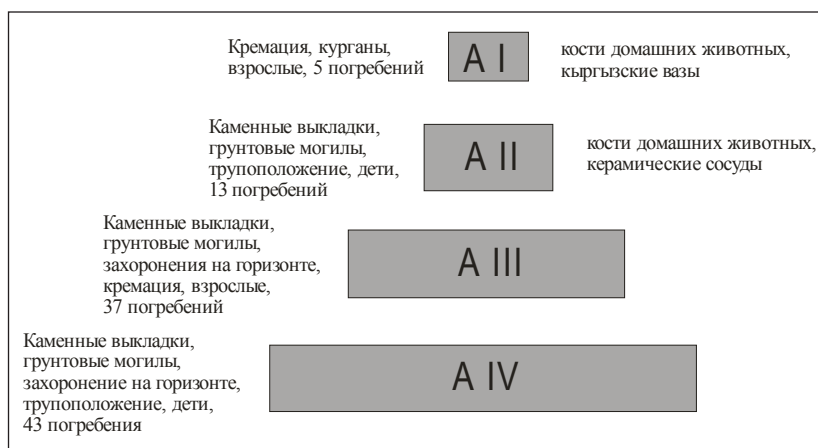 Кремация, курганы,
взрослые, 5 погребений
A I
кости домашних животных,
кыргызские вазы
Каменные выкладки,
грунтовые могилы,
трупоположение, дети,
13 погребений
A II
кости домашних животных,
керамические сосуды
Каменные выкладки,
грунтовые могилы,
захоронения на горизонте,
кремация, взрослые,
37 погребений
A III
Каменные выкладки,
грунтовые могилы,
захоронение на горизонте,
трупоположение, дети,
43 погребения
A IV